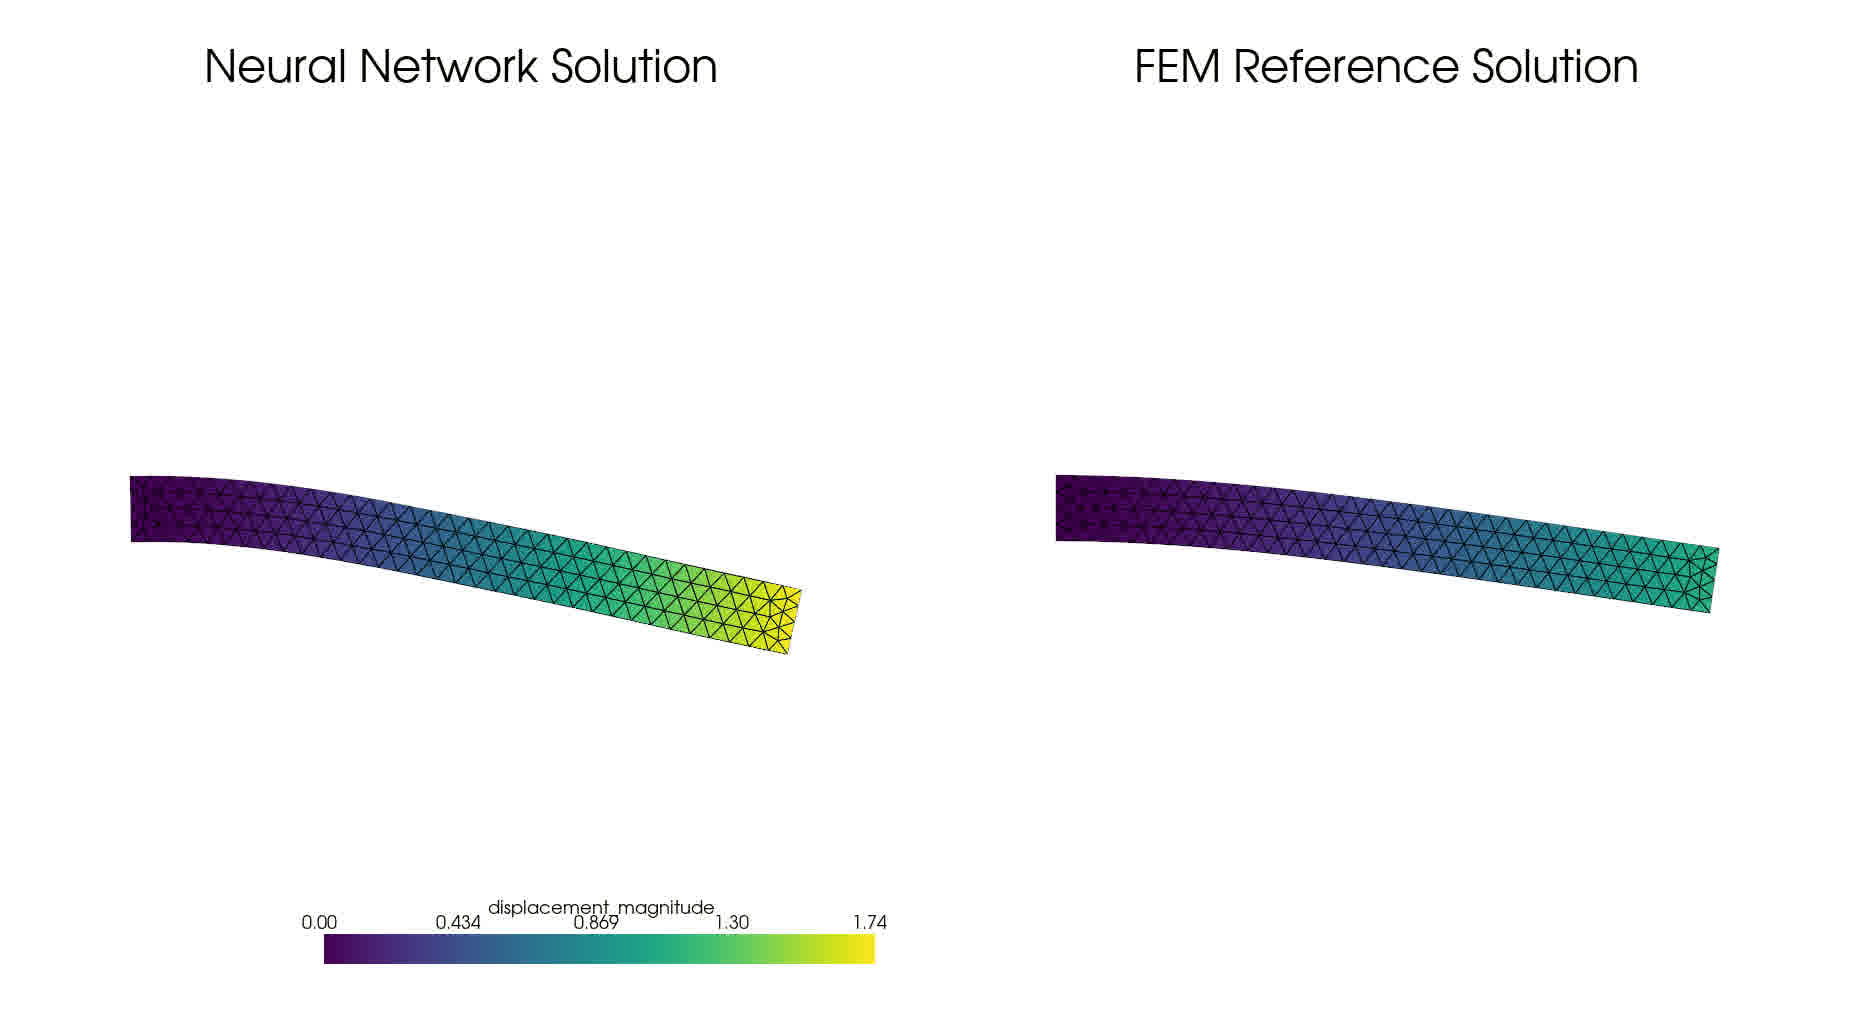 Neural Network Solution
FEM Reference Solution
displacement_magnitude
0.00 0.434 0.869 1.30 1.74